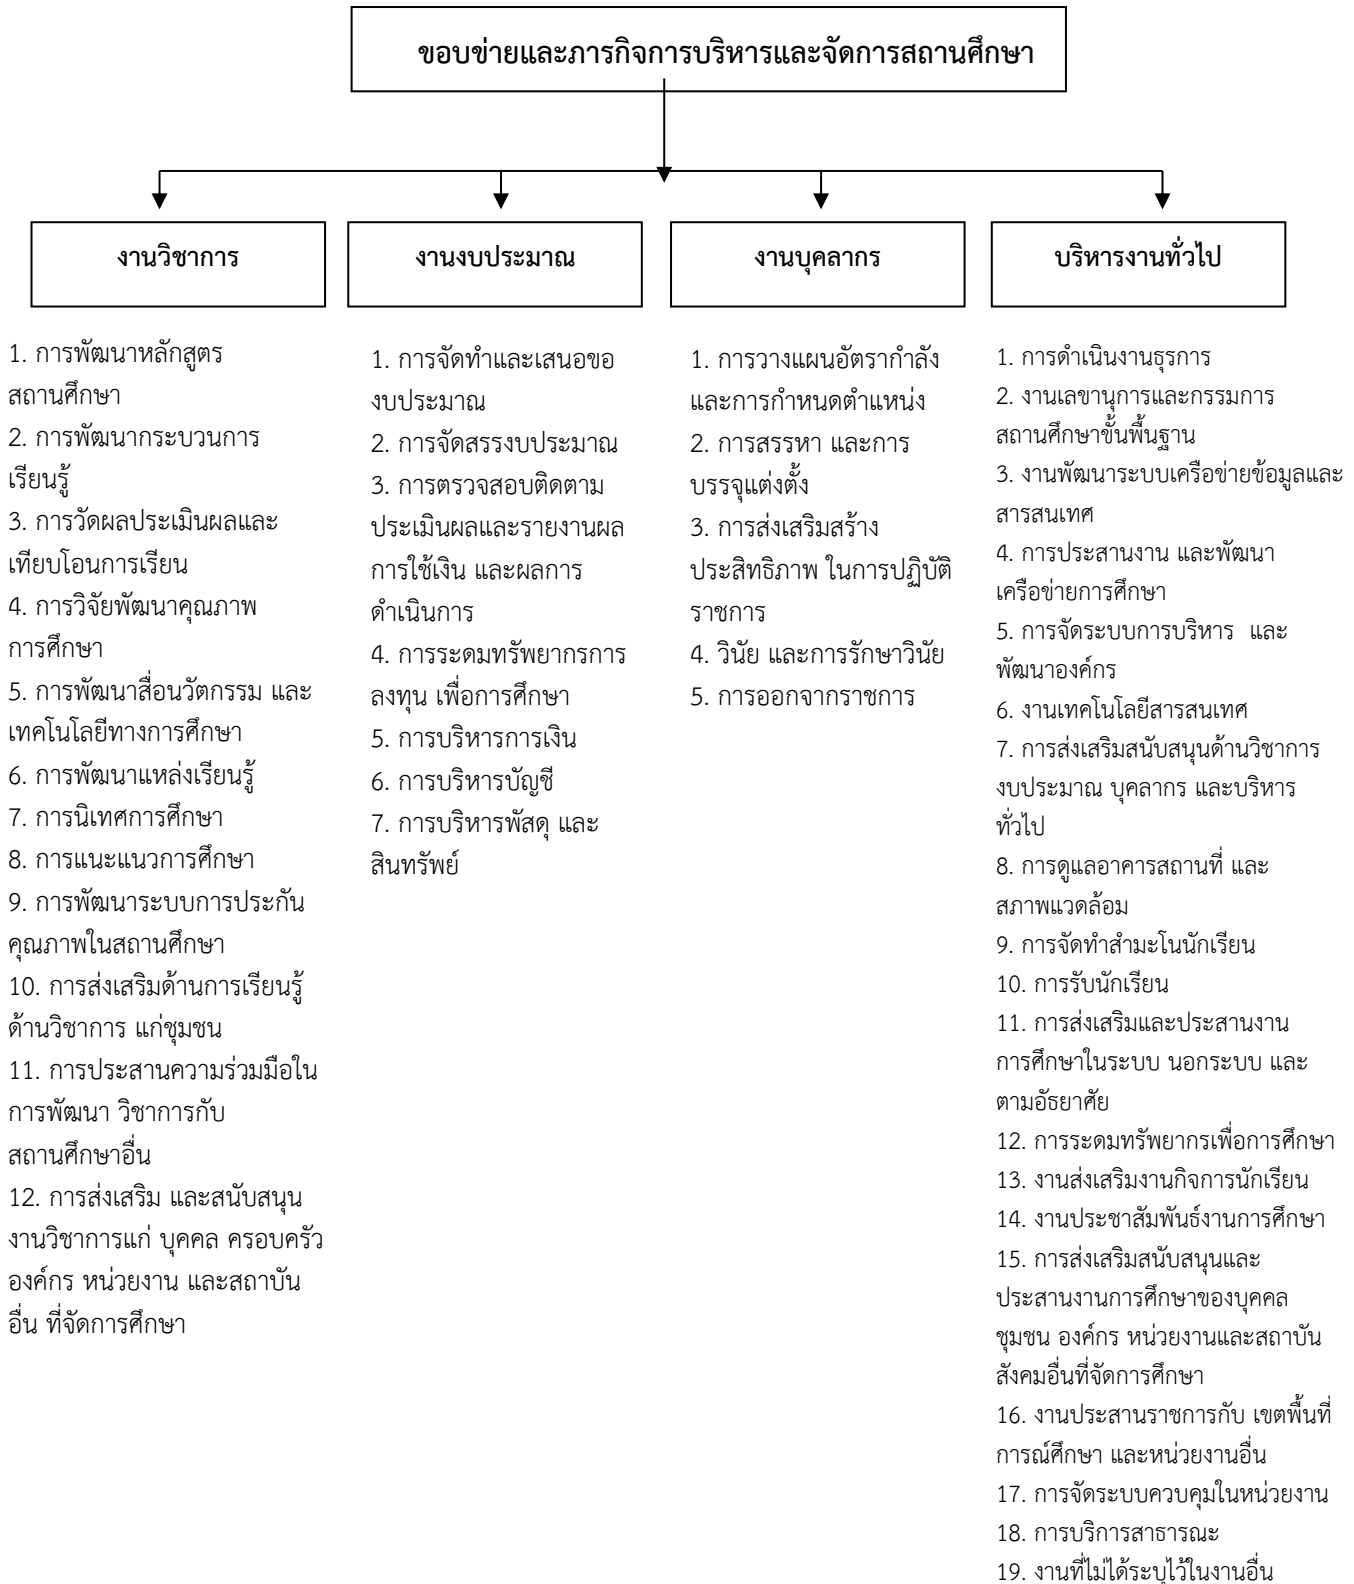 ขอบข่ายและภารกิจการบริหารและจัดการสถานศึกษา
งานวิชาการ
1. การพัฒนาหลักสูตร
สถานศึกษา
2. การพัฒนากระบวนการ
เรียนรู้
3. การวัดผลประเมินผลและ
เทียบโอนการเรียน
4. การวิจัยพัฒนาคุณภาพ
การศึกษา
5. การพัฒนาสื่อนวัตกรรม และ
เทคโนโลยีทางการศึกษา
6. การพัฒนาแหล่งเรียนรู้
7. การนิเทศการศึกษา
8. การแนะแนวการศึกษา
9. การพัฒนาระบบการประกัน
คุณภาพในสถานศึกษา
10. การส่งเสริมด้านการเรียนรู้
ด้านวิชาการ แก่ชุมชน
11. การประสานความร่วมมือใน
การพัฒนา วิชาการกับ
สถานศึกษาอื่น
12. การส่งเสริม และสนับสนุน
งานวิชาการแก่ บุคคล ครอบครัว
องค์กร หน่วยงาน และสถาบัน
อื่น ที่จัดการศึกษา
งานงบประมาณ
1. การจัดทำและเสนอขอ
งบประมาณ
2. การจัดสรรงบประมาณ
3. การตรวจสอบติดตาม
ประเมินผลและรายงานผล
การใช้เงิน และผลการ
ดำเนินการ
4. การระดมทรัพยากรการ
ลงทุน เพื่อการศึกษา
5. การบริหารการเงิน
6. การบริหารบัญชี
7. การบริหารพัสดุ และ
สินทรัพย์
งานบุคลากร
1. การวางแผนอัตรากำลัง
และการกำหนดตำแหน่ง
2. การสรรหา และการ
บรรจุแต่งตั้ง
3. การส่งเสริมสร้าง
ประสิทธิภาพ ในการปฏิบัติ
ราชการ
4. วินัย และการรักษาวินัย
5. การออกจากราชการ
บริหารงานทั่วไป
1. การดำเนินงานธุรการ
2. งานเลขานุการและกรรมการ
สถานศึกษาขั้นพื้นฐาน
3. งานพัฒนาระบบเครือข่ายข้อมูลและ
สารสนเทศ
4. การประสานงาน และพัฒนา
เครือข่ายการศึกษา
5. การจัดระบบการบริหาร และ
พัฒนาองค์กร
6. งานเทคโนโลยีสารสนเทศ
7. การส่งเสริมสนับสนุนด้านวิชาการ
งบประมาณ บุคลากร และบริหาร
ทั่วไป
8. การดูแลอาคารสถานที่ และ
สภาพแวดล้อม
9. การจัดทำสำมะโนนักเรียน
10. การรับนักเรียน
11. การส่งเสริมและประสานงาน
การศึกษาในระบบ นอกระบบ และ
ตามอัธยาศัย
12. การระดมทรัพยากรเพื่อการศึกษา
13. งานส่งเสริมงานกิจการนักเรียน
14. งานประชาสัมพันธ์งานการศึกษา
15. การส่งเสริมสนับสนุนและ
ประสานงานการศึกษาของบุคคล
ชุมชน องค์กร หน่วยงานและสถาบัน
สังคมอื่นที่จัดการศึกษา
16. งานประสานราชการกับ เขตพื้นที่
การณ์ศึกษา และหน่วยงานอื่น
17. การจัดระบบควบคุมในหน่วยงาน
18. การบริการสาธารณะ
19. งานที่ไม่ได้ระบุไว้ในงานอื่น